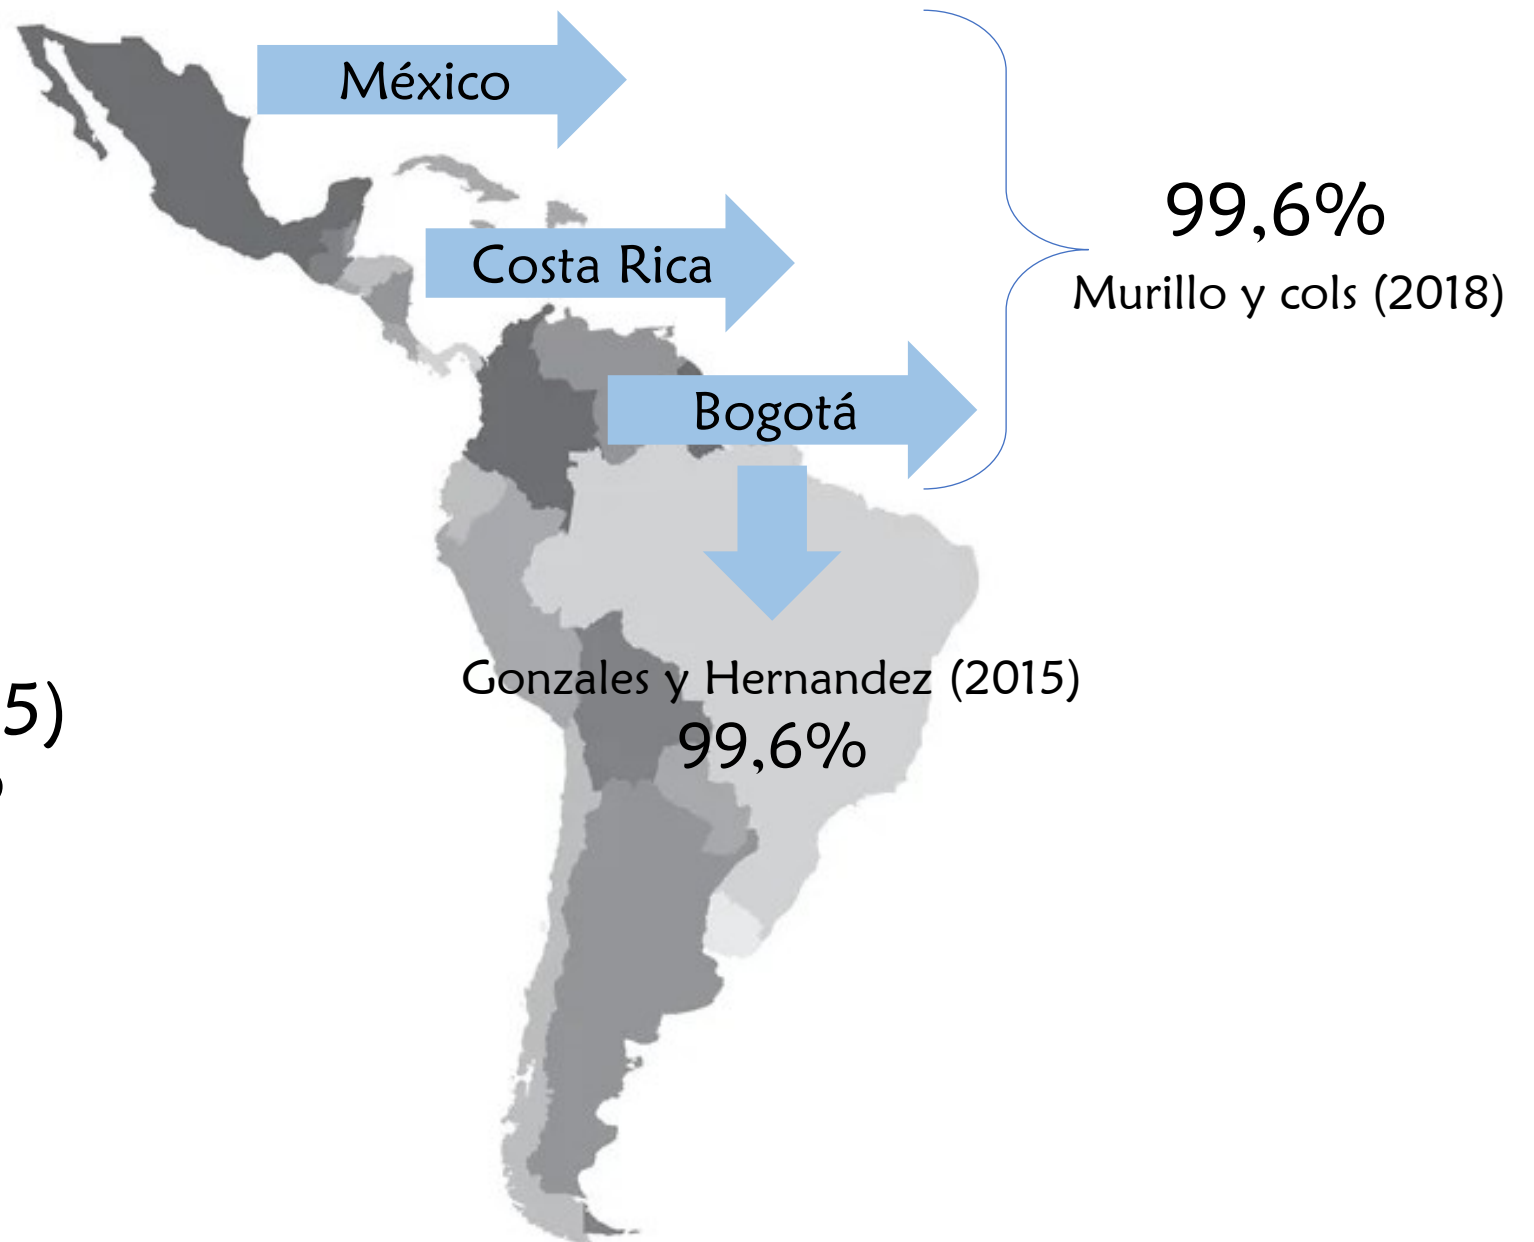 México
Costa Rica
99,6%
Murillo y cols (2018)
Bogotá
Gonzales y Hernandez (2015)
99,6%
5)